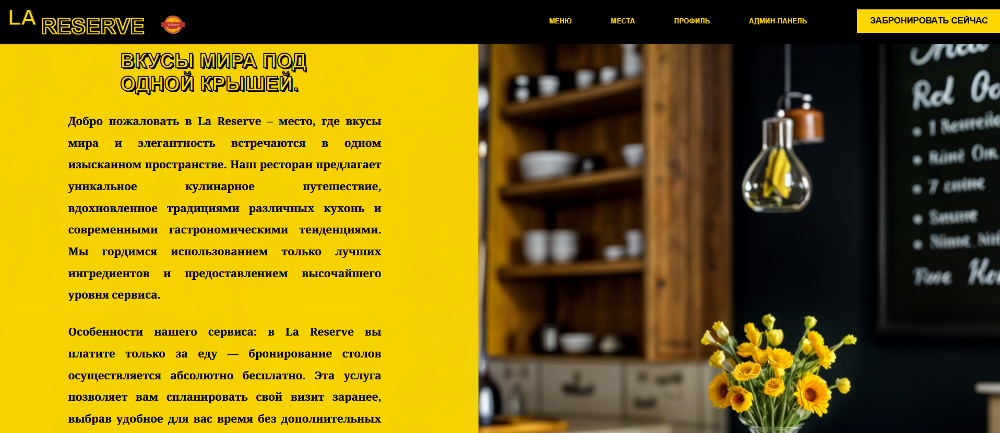 LA RESERVE
МЕНЮ
МЕСТА
ПРОФИЛЬ
АДМИН-ПАНЕЛЬ
ЗАБРОНИРОВАТЬ СЕЙЧАС
ВКУСЫ МИРА ПОД
ОДНОЙ КРЫШЕЙ.
Добро пожаловать в La Reserve – место, где вкусы
мира и элегантность встречаются в одном
изысканном пространстве. Наш ресторан предлагает
уникальное кулинарное путешествие,
вдохновленное традициями различных кухонь и
современными гастрономическими тенденциями.
Мы гордимся использованием только лучших
ингредиентов и предоставлением высочайшего
уровня сервиса.
Особенности нашего сервиса: в La Reserve вы
платите только за еду — бронирование столов
осуществляется абсолютно бесплатно. Эта услуга
позволяет вам спланировать свой визит заранее,
выбрав удобное для вас время без дополнительных